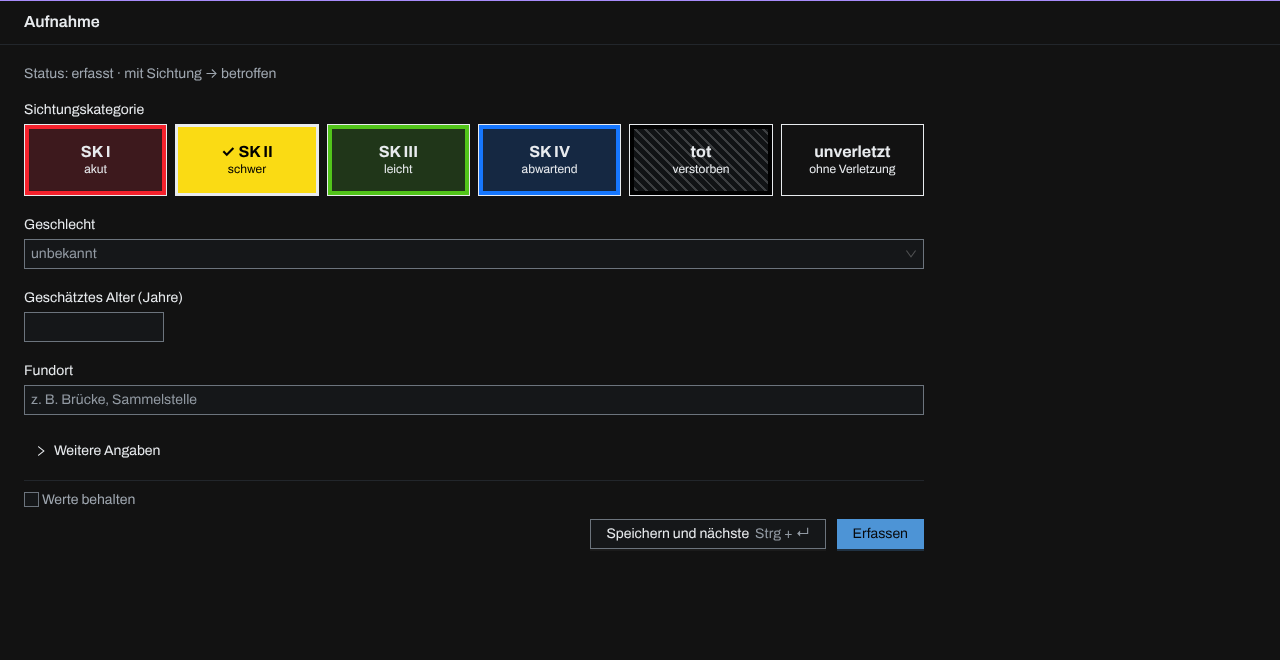 Aufnahme
Status: erfasst · mit Sichtung → betroffen
Sichtungskategorie
SK I
akut
✓ SK II
schwer
SK III
leicht
SK IV
abwartend
tot
verstorben
unverletzt
ohne Verletzung
Geschlecht
unbekannt
Geschätztes Alter (Jahre)
Fundort
z. B. Brücke, Sammelstelle
Weitere Angaben
Werte behalten
Speichern und nächste Strg + ↵
Erfassen